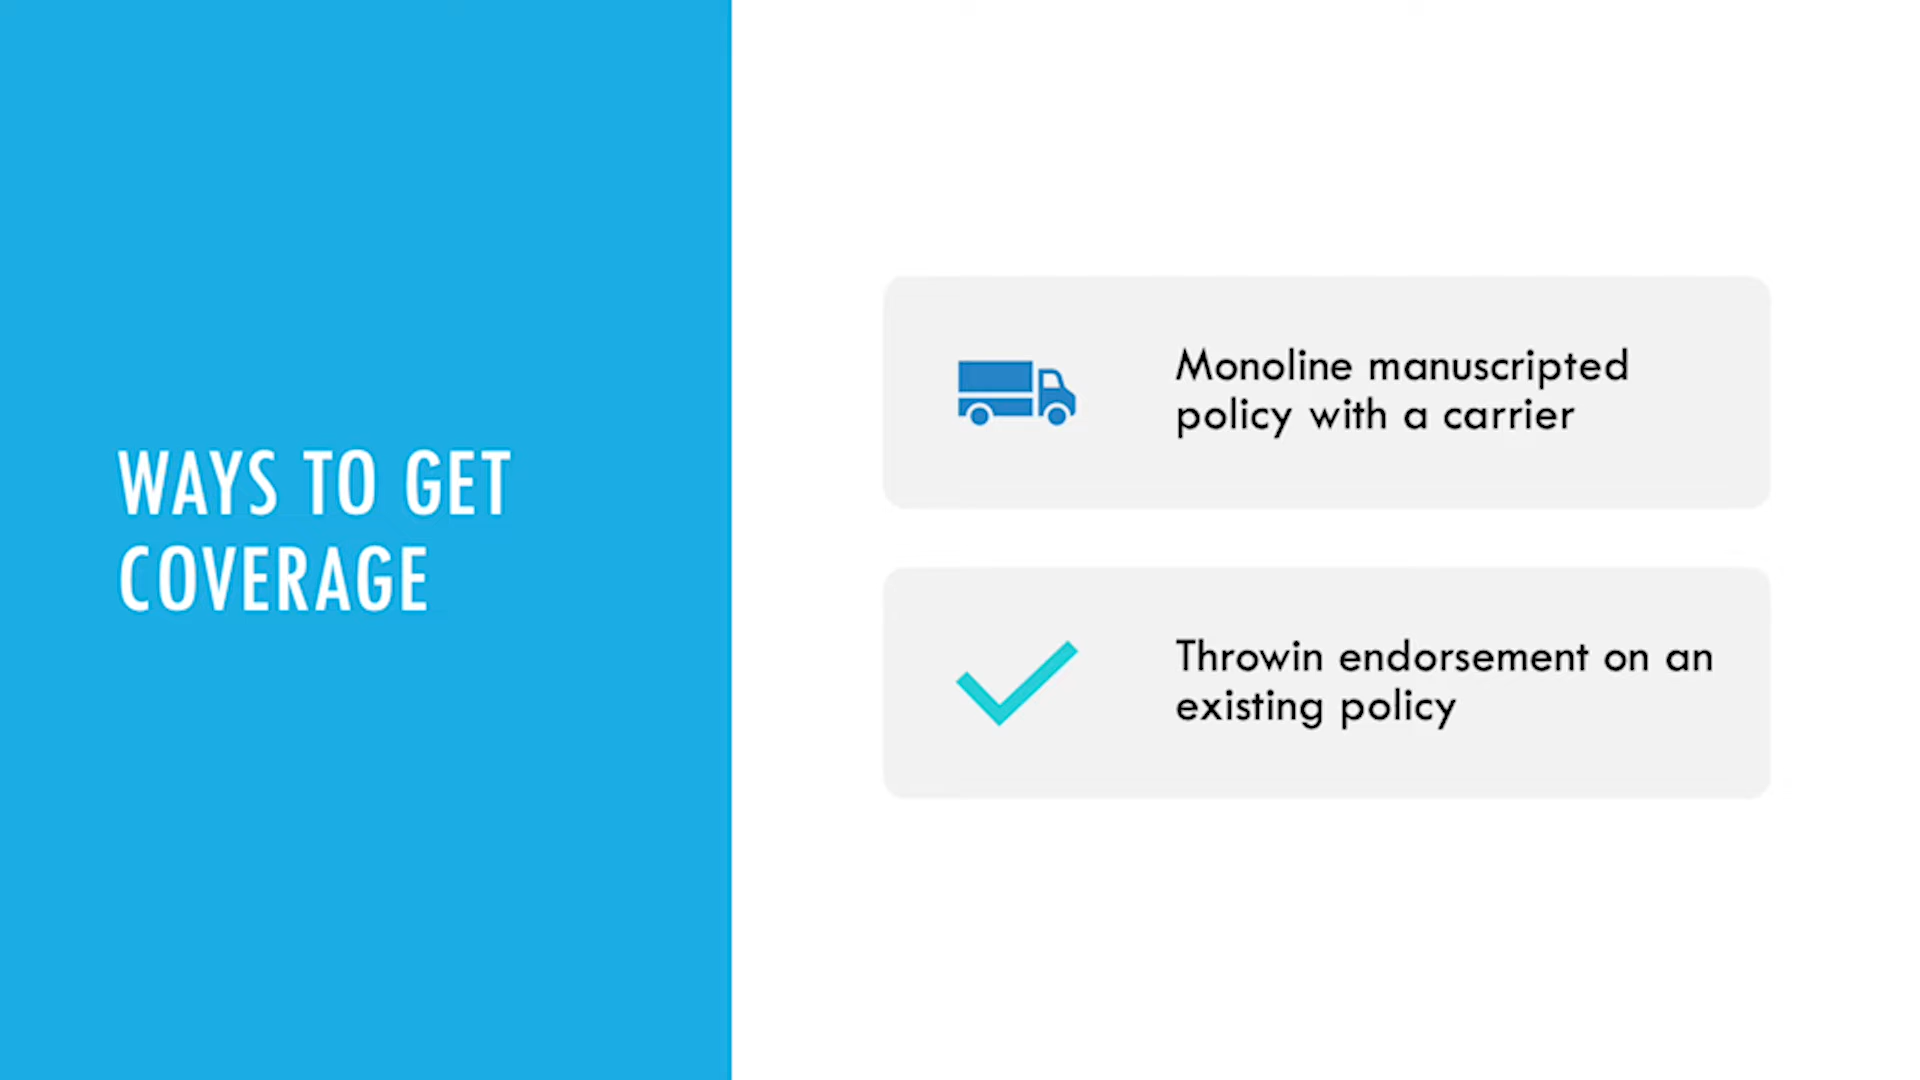 WAYS TO GET
COVERAGE
Monoline manuscripted
policy with a carrier
Throwin endorsement on an
existing policy